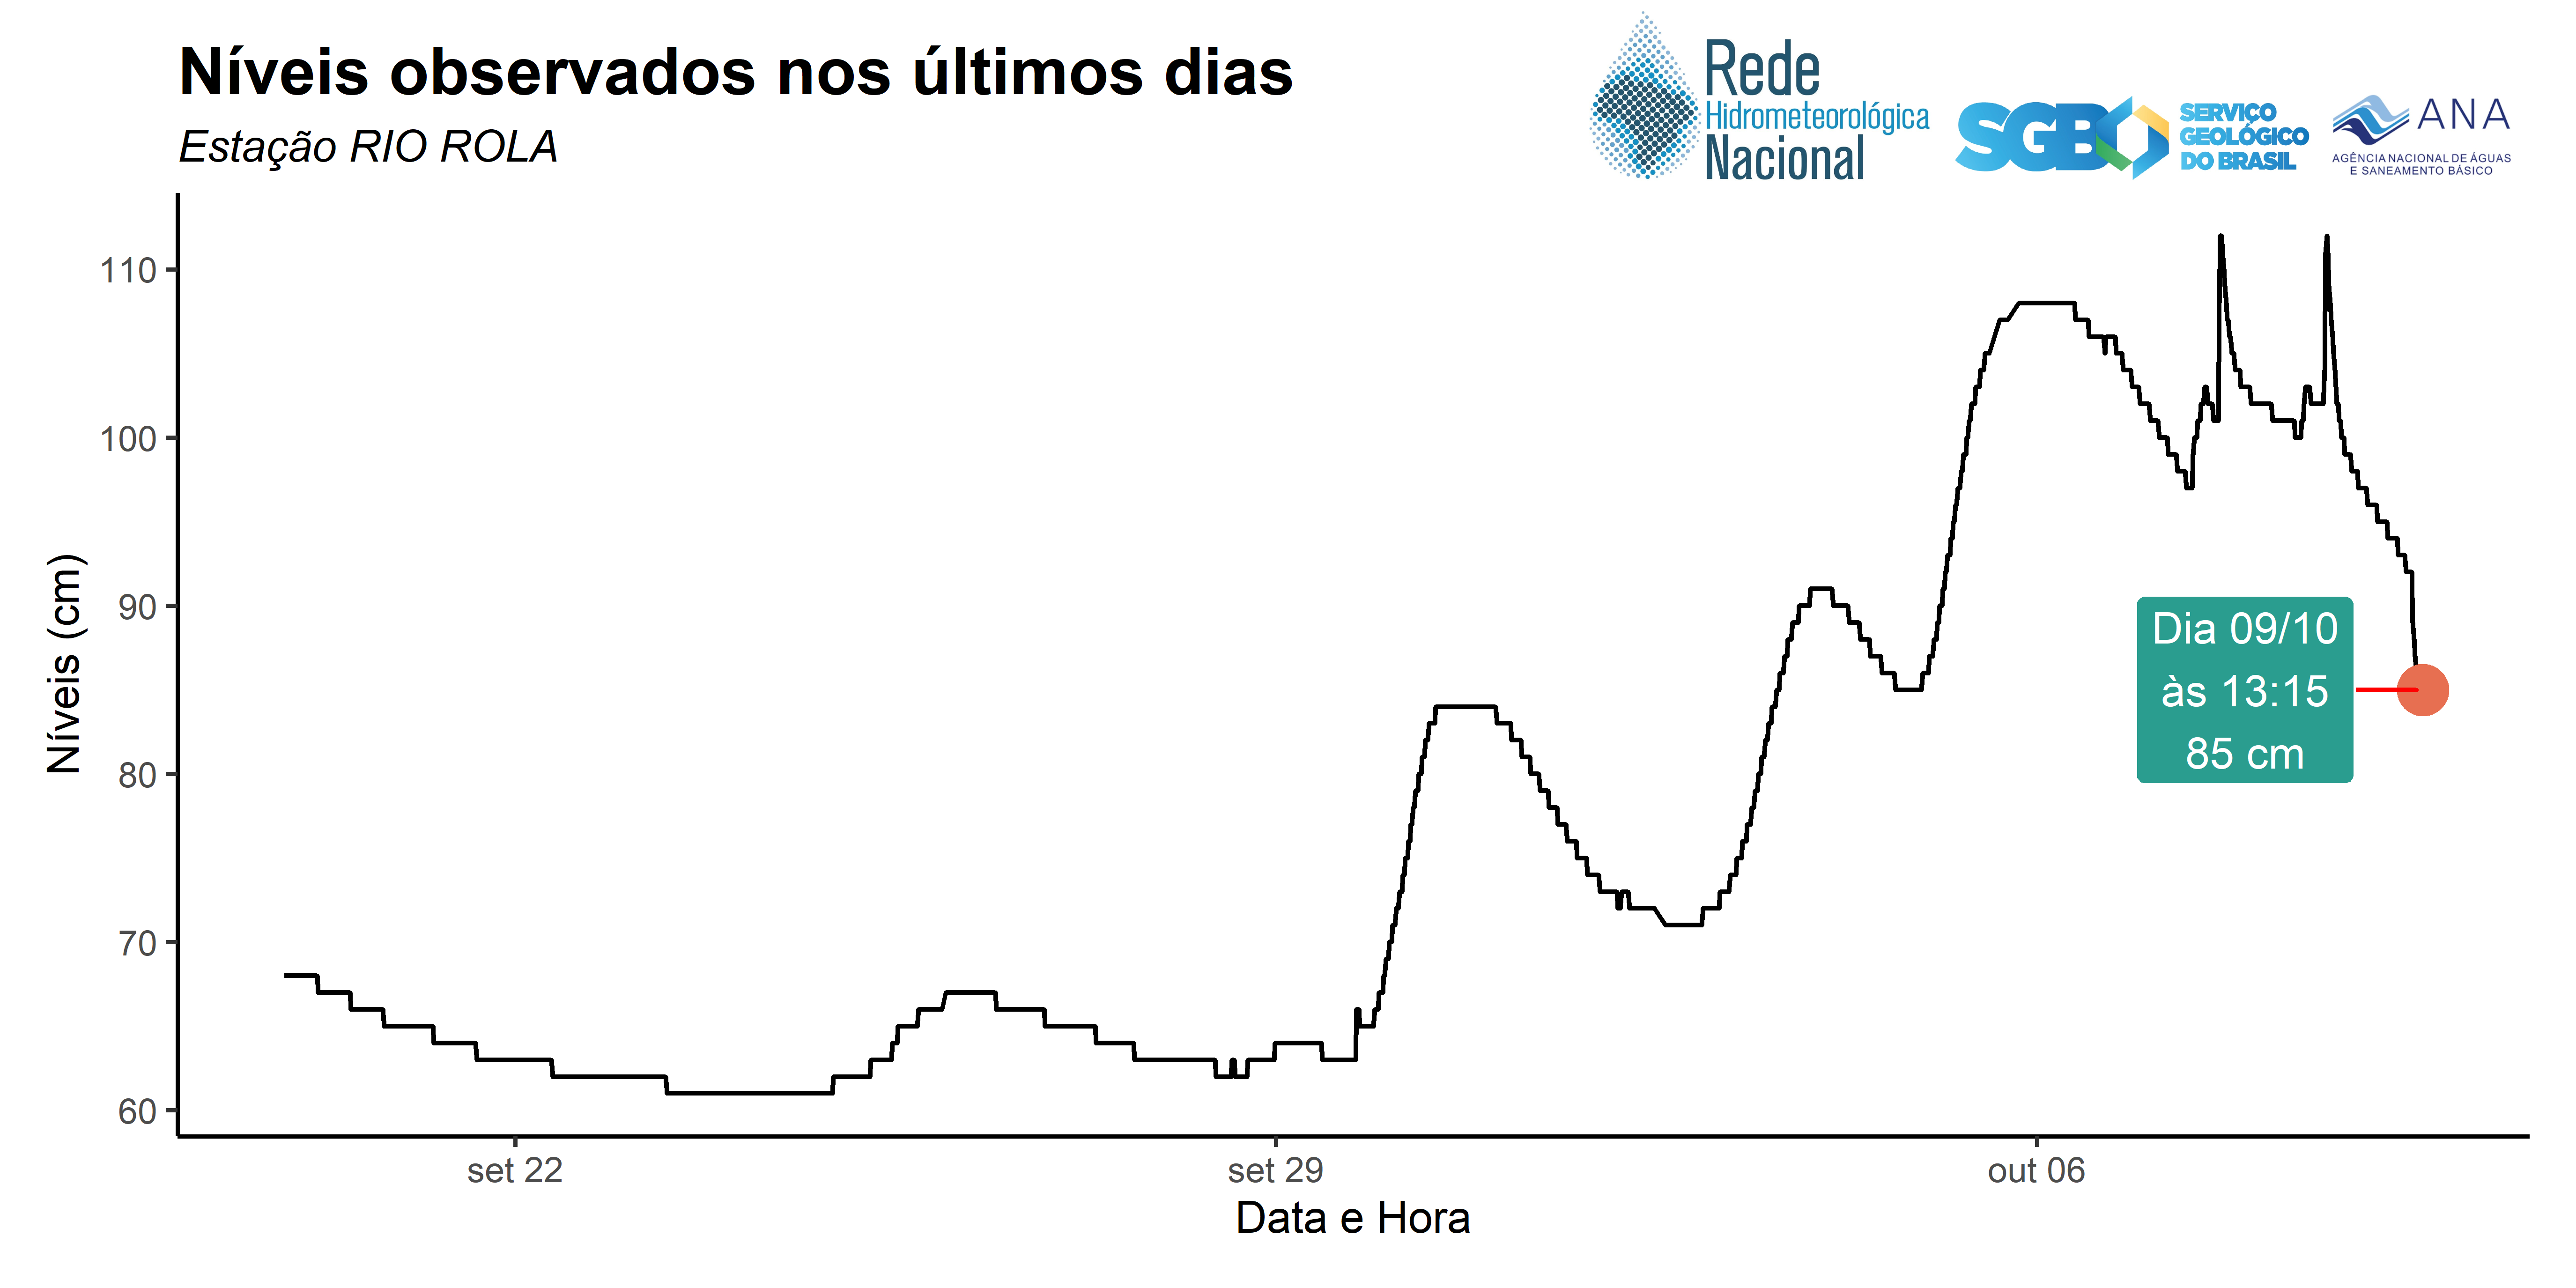 Níveis observados nos últimos dias
Estação RIO ROLA
Rede
Hidrometeorológica
Nacional
SGB
SERVIÇO
GEOLÓGICO
DO BRASIL
ANA
AGÊNCIA NACIONAL DE ÁGUAS
E SANEAMENTO BÁSICO
Níveis (cm)
110
100
90
80
70
60
Dia 09/10
às 13:15
85 cm
set 22
set 29
out 06
Data e Hora